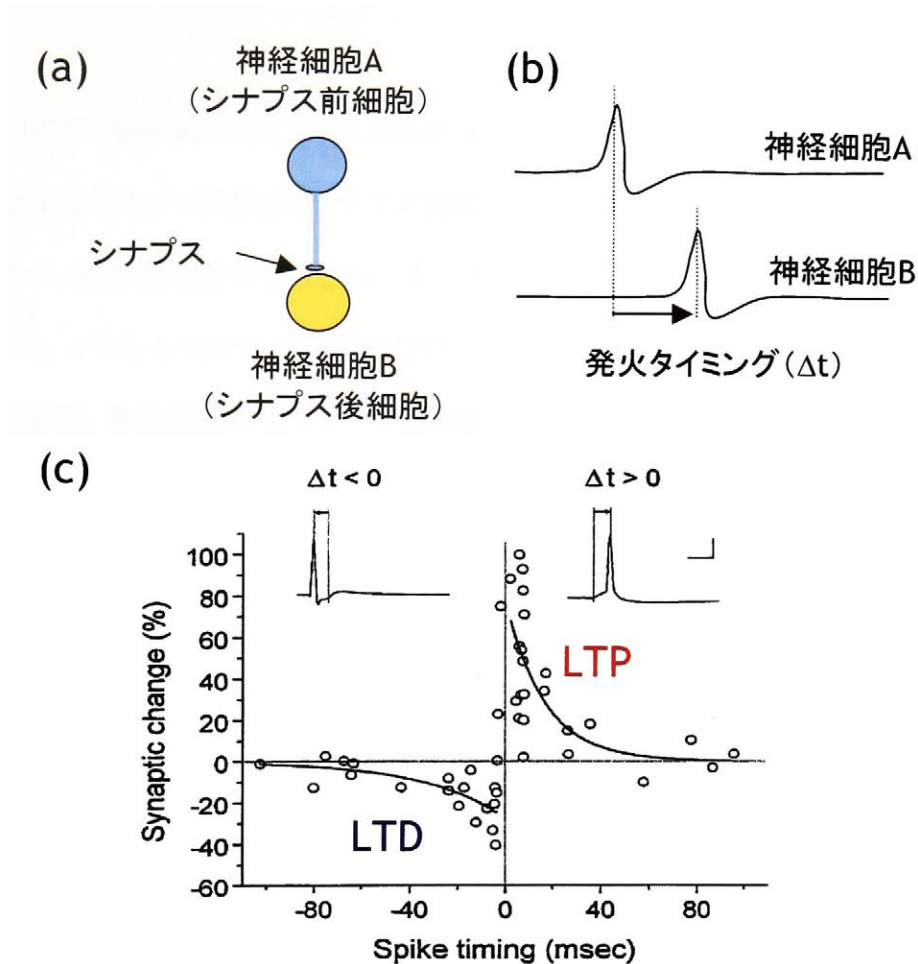 (a)
神経細胞A
（シナプス前細胞）
シナプス
神経細胞B
（シナプス後細胞）
(b)
神経細胞A
神経細胞B
発火タイミング(Δt)
(c)
Δt < 0
Δt > 0
100
80
60
40
20
0
-20
-40
-60
Synaptic change (%)
LTP
LTD
-80
-40
0
40
80
Spike timing (msec)